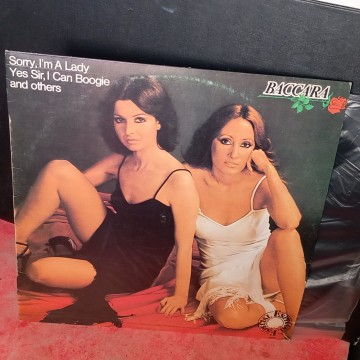 Sorry, I'm A Lady
Yes Sir, I Can Boogie
and others
BACCARA